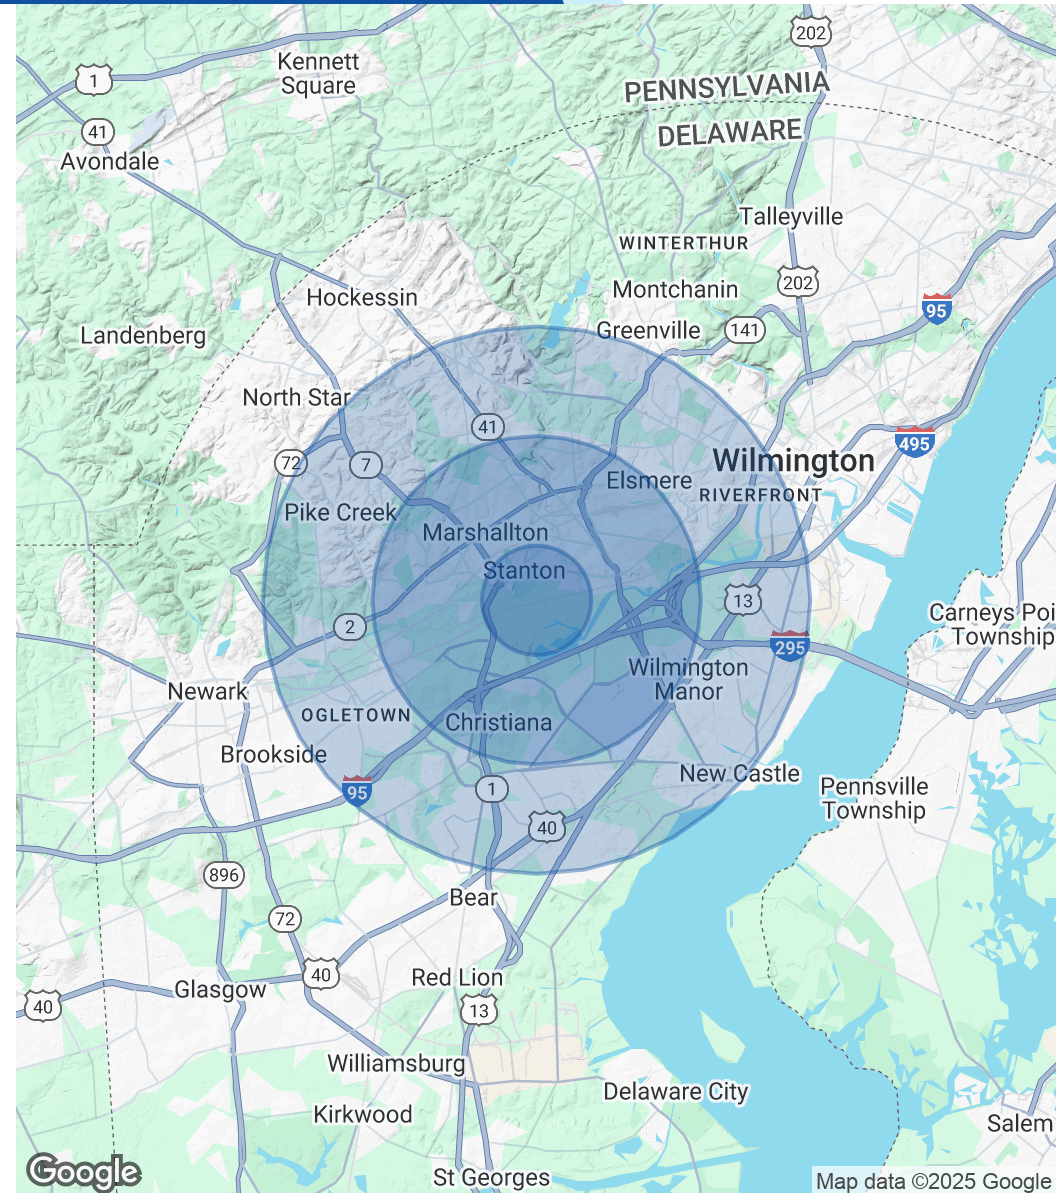 202
Kennett
Square
1
PENNSYLVANIA
41
DELAWARE
Avondale
Talleyville
WINTERTHUR
202
Montchanin
Hockessin
95
Greenville
141
Landenberg
North Star
41
495
Wilmington
72
7
Elsmere
RIVERFRONT
Pike Creek
Marshallton
Stanton
13
Carneys Poi
Township
2
295
Wilmington
Manor
Newark
OGLETOWN
Christiana
Brookside
New Castle
95
1
Pennsville
Township
40
896
Bear
72
40
Red Lion
Glasgow
40
13
Williamsburg
Delaware City
Kirkwood
Salem
St Georges
Google
Map data ©2025 Google